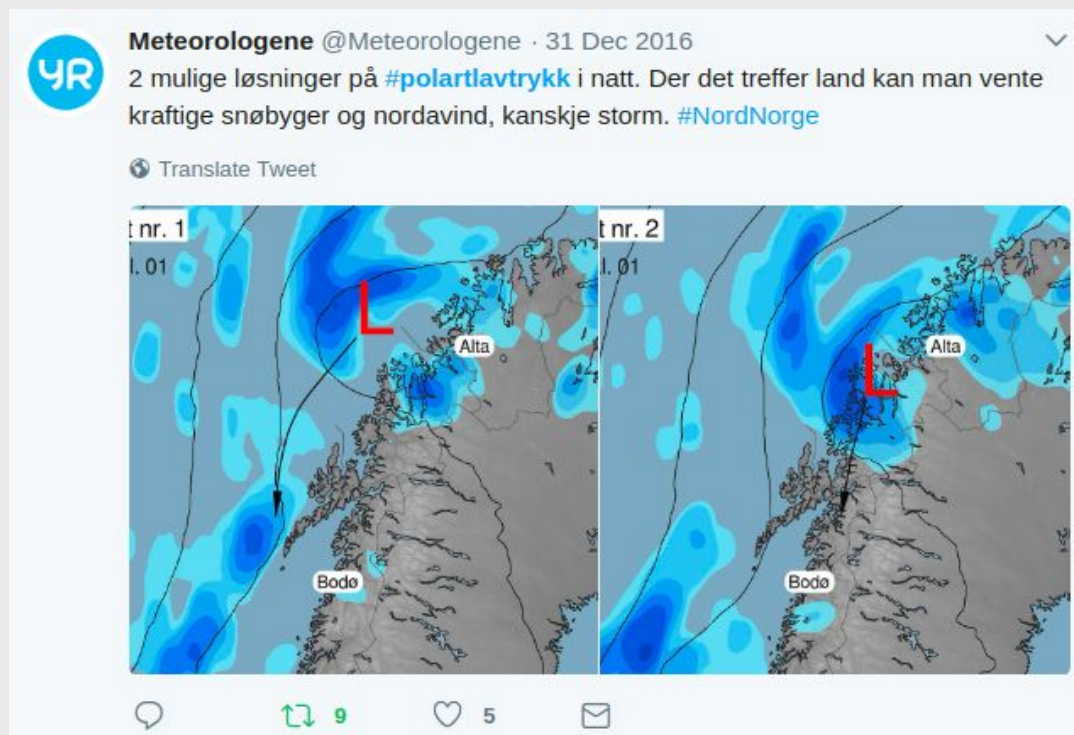 YR
Meteorologene @Meteorologene · 31 Dec 2016
2 mulige løsninger på #polartlavtrykk i natt. Der det treffer land kan man vente
kraftige snøbyger og nordavind, kanskje storm. #NordNorge
Translate Tweet
t nr. 1
l. 01
L
Alta
Bodø
t nr. 2
l. 01
L
Alta
Bodø
9
5